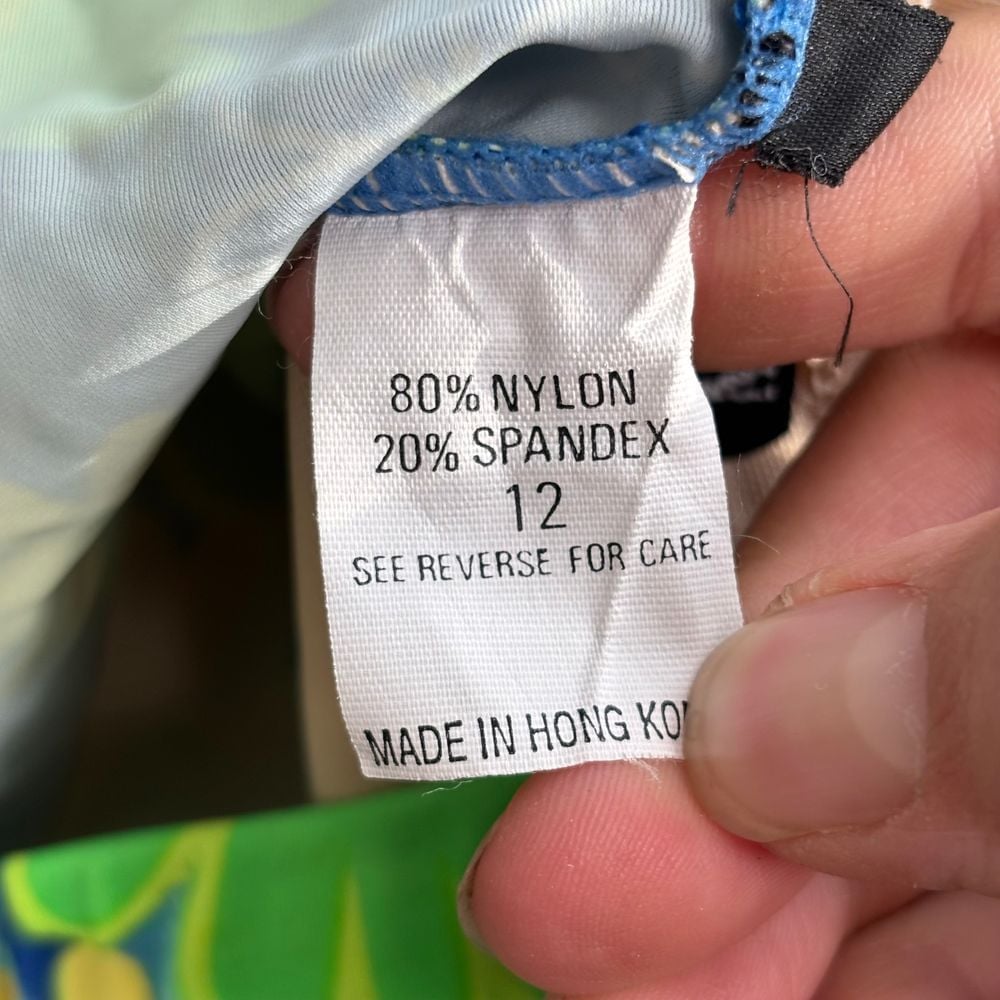 80% NYLON
20% SPANDEX
12
SEE REVERSE FOR CARE
MADE IN HONG KO